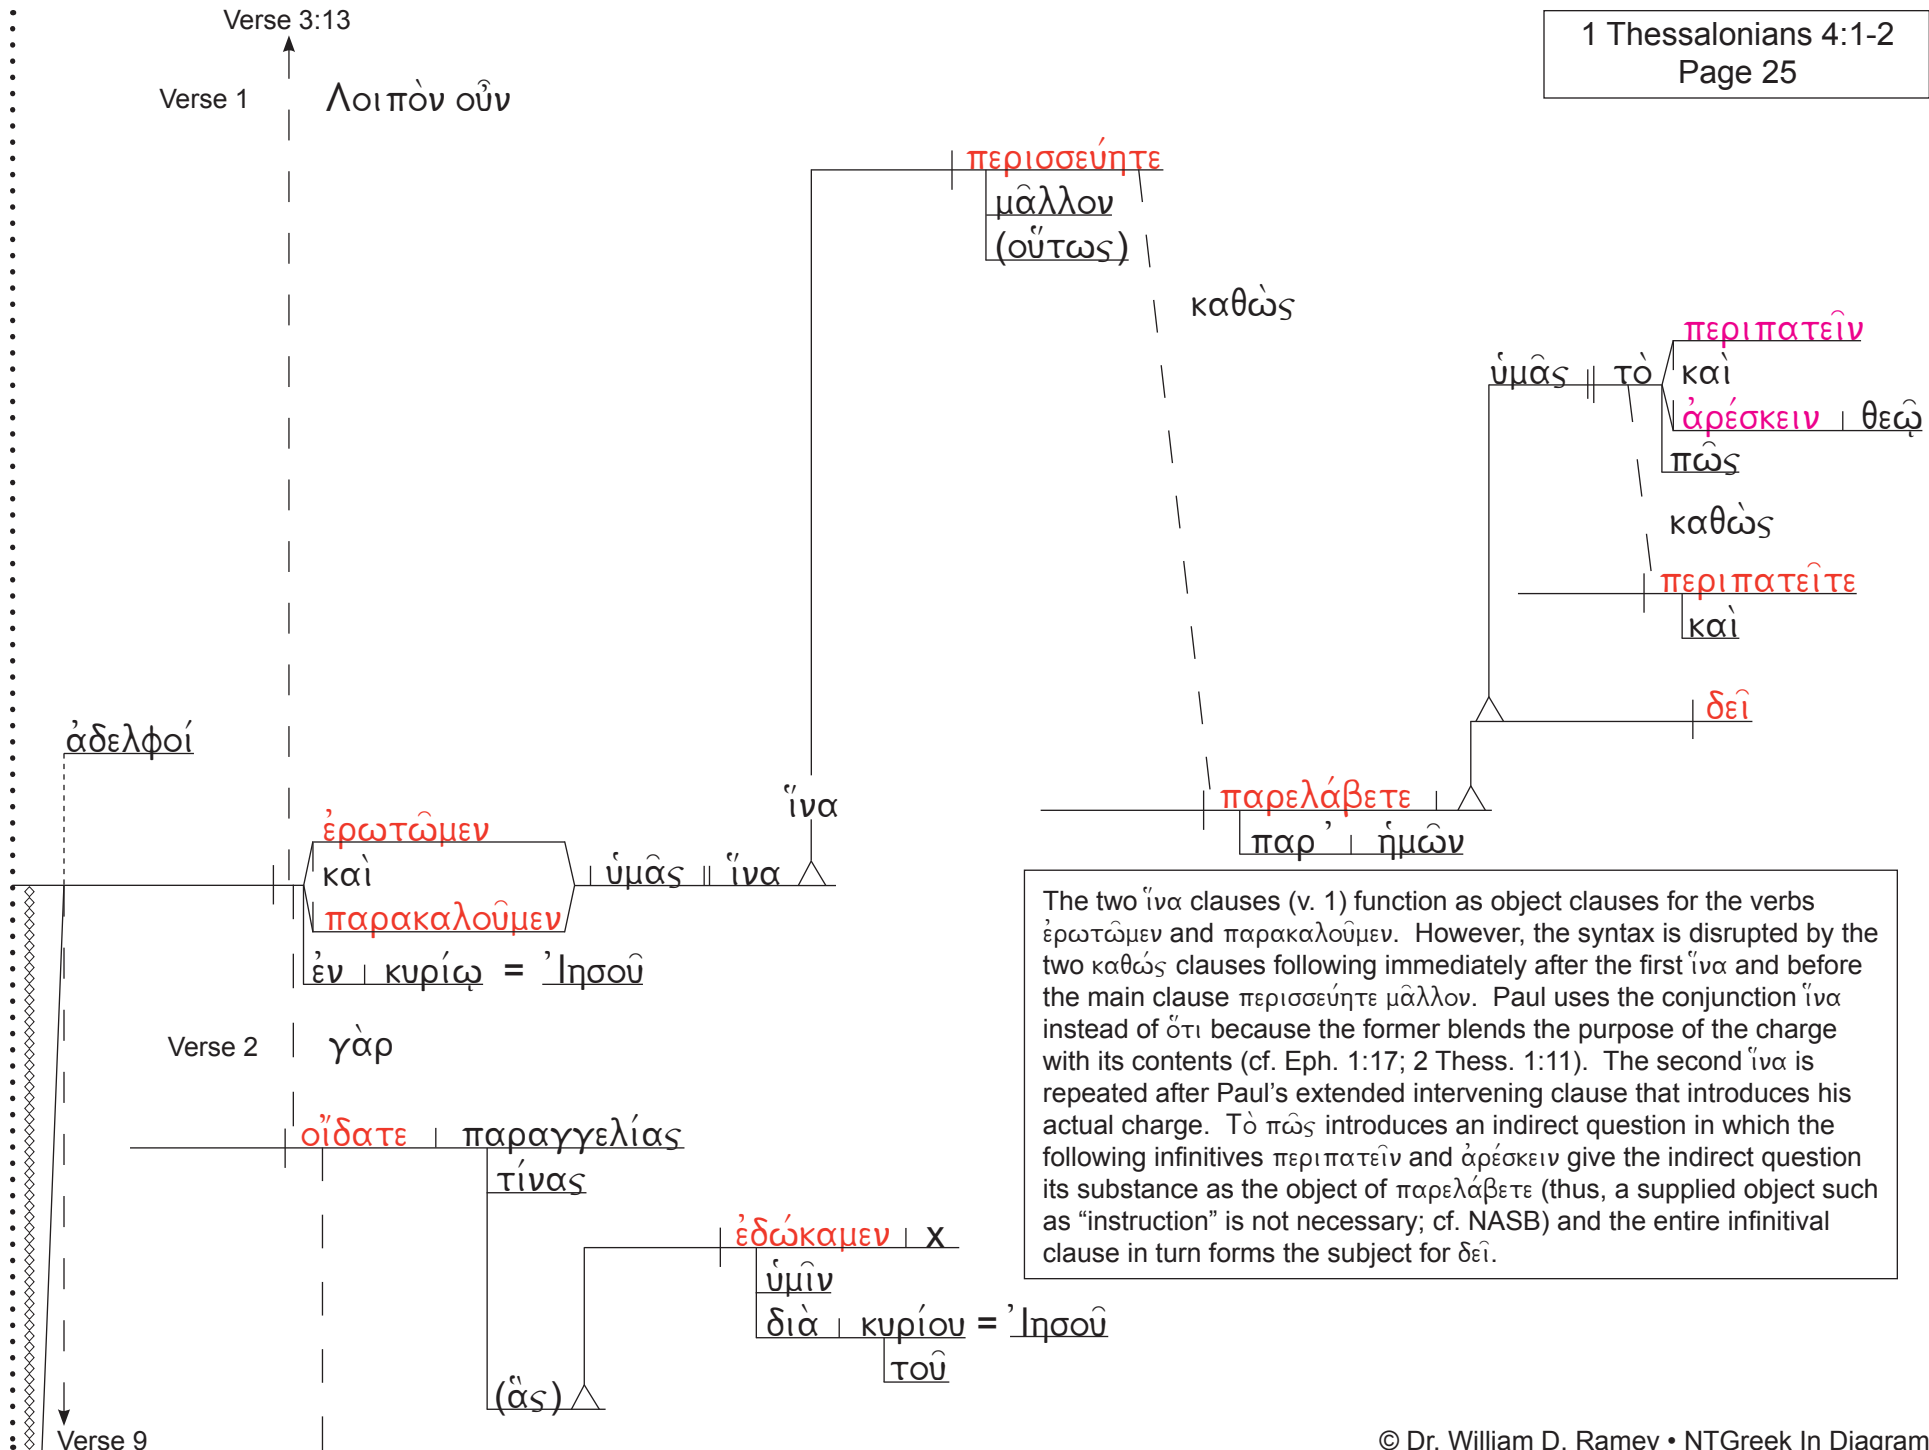 Verse 3:13
1 Thessalonians 4:1-2
Page 25
Verse 1 Λοιπὸν οὖν
περισσεύητε
μᾶλλον
(οὕτως)
καθὼς
περιπατεῖν
ὑμᾶς τὸ καὶ
ἀρέσκειν θεῷ
πῶς
καθὼς
περιπατεῖτε
καὶ
δεῖ
ἀδελφοί
παρελάβετε
παρ’ ἡμῶν
ἵνα
ἐρωτῶμεν
καὶ ὑμᾶς ἵνα
παρακαλοῦμεν
ἐν κυρίῳ = Ἰησοῦ
The two ἵνα clauses (v. 1) function as object clauses for the verbs
ἐρωτῶμεν and παρακαλοῦμεν. However, the syntax is disrupted by the
two καθώς clauses following immediately after the first ἵνα and before
the main clause περισσεύητε μᾶλλον. Paul uses the conjunction ἵνα
instead of ὅτι because the former blends the purpose of the charge
with its contents (cf. Eph. 1:17; 2 Thess. 1:11). The second ἵνα is
repeated after Paul’s extended intervening clause that introduces his
actual charge. Τὸ πῶς introduces an indirect question in which the
following infinitives περιπατεῖν and ἀρέσκειν give the indirect question
its substance as the object of παρελάβετε (thus, a supplied object such
as “instruction” is not necessary; cf. NASB) and the entire infinitival
clause in turn forms the subject for δεῖ.
Verse 2 γὰρ
οἴδατε παραγγελίας
τίνας
ἐδώκαμεν x
ὑμῖν
διὰ κυρίου = Ἰησοῦ
τοῦ
(ἃς)
Verse 9
© Dr. William D. Ramey • NTGreek In Diagram